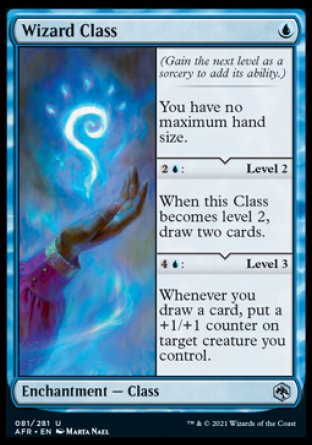 Wizard Class
(Gain the next level as a
sorcery to add its ability.)
You have no
maximum hand
size.
2 : Level 2
When this Class
becomes level 2,
draw two cards.
4 : Level 3
Whenever you
draw a card, put a
+1/+1 counter on
target creature you
control.
Enchantment — Class
081/281 U
AFR • EN Marta Nael
™ & © 2021 Wizards of the Coast